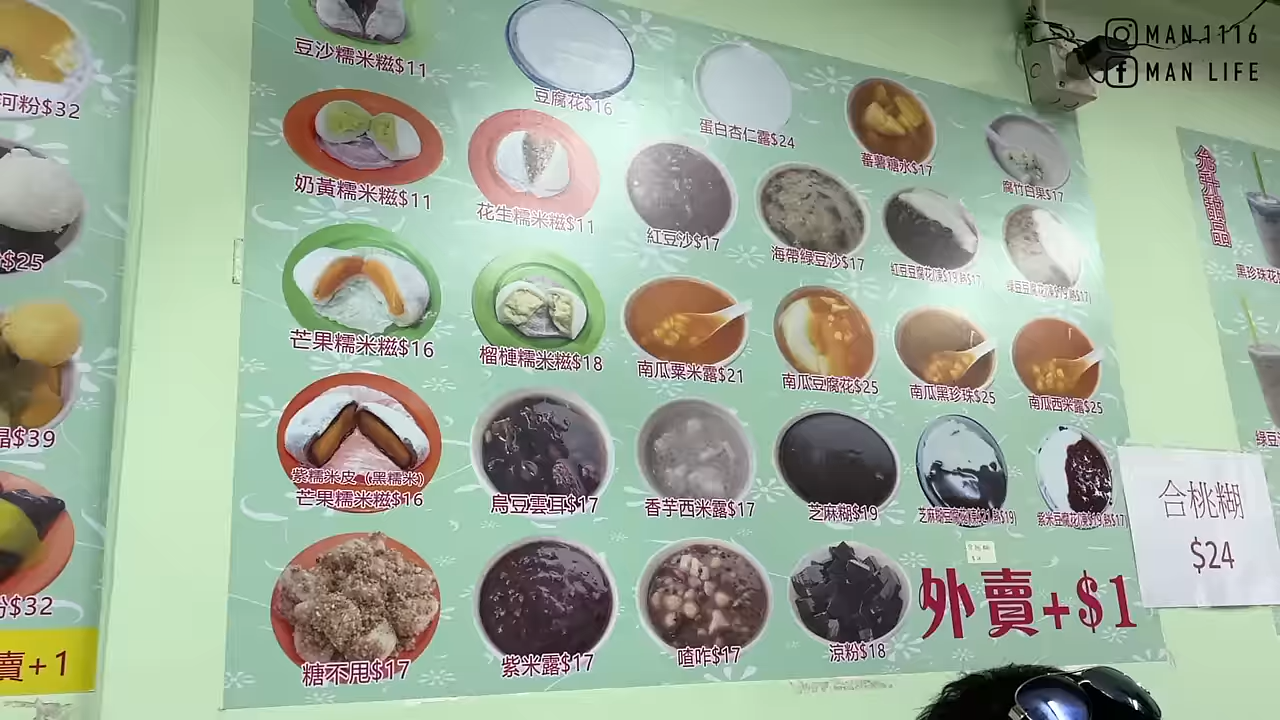 MAN.1116
MAN LIFE
河粉$32
$25
晶$39
粉$32
賣+1
豆沙糯米糍$11
豆腐花$16
蛋白杏仁露$24
蕃薯糖水$17
腐竹白果$17
奶黃糯米糍$11
花生糯米糍$11
紅豆沙$17
海帶綠豆沙$17
芒果糯米糍$16
榴槤糯米糍$18
南瓜粟米露$21
南瓜豆腐花$25
南瓜黑珍珠$25
南瓜西米露$25
紫糯米皮（黑糯米）
芒果糯米糍$16
烏豆雲耳$17
香芋西米露$17
芝麻糊$19
糖不甩$17
紫米露$17
喳咋$17
涼粉$18
外賣+$1
合桃糊
$24